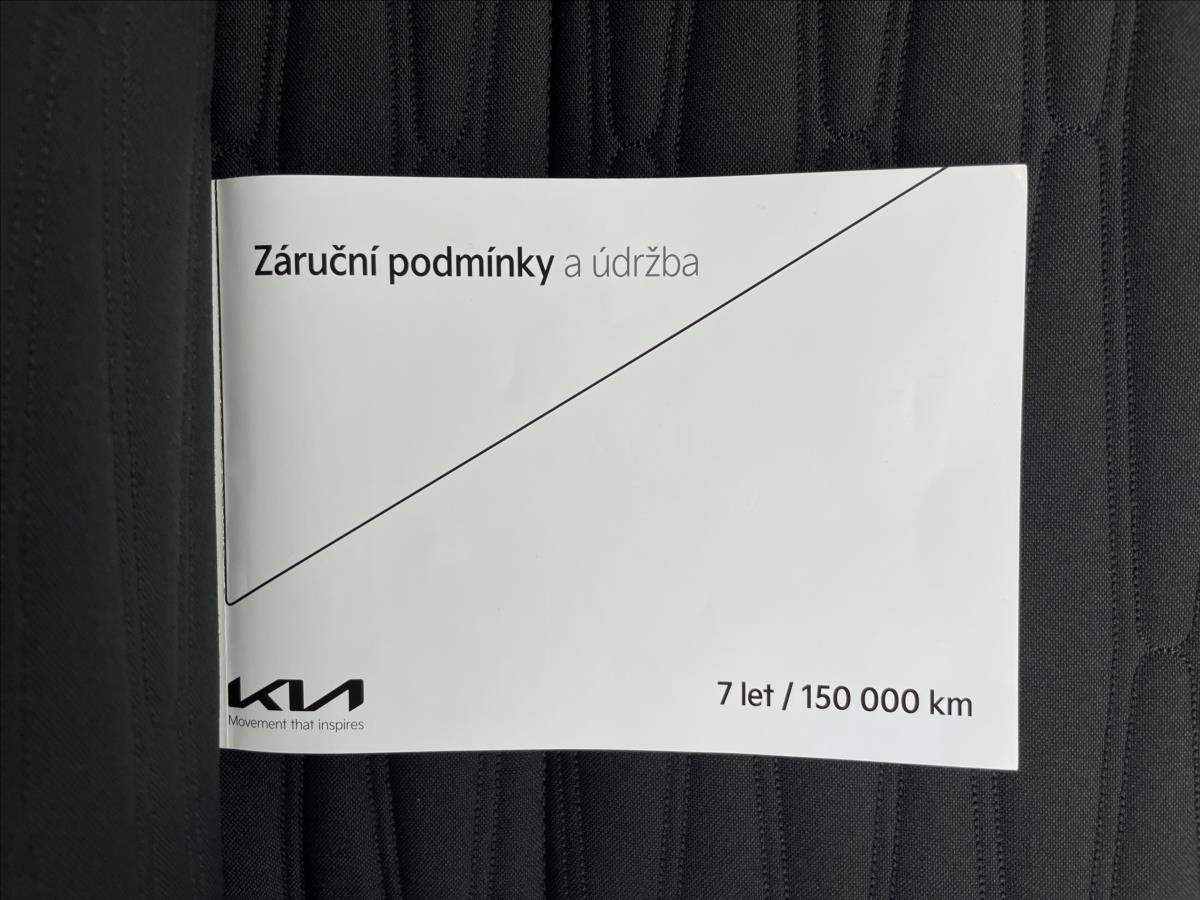 Záruční podmínky a údržba
KIA
Movement that inspires
7 let / 150 000 km